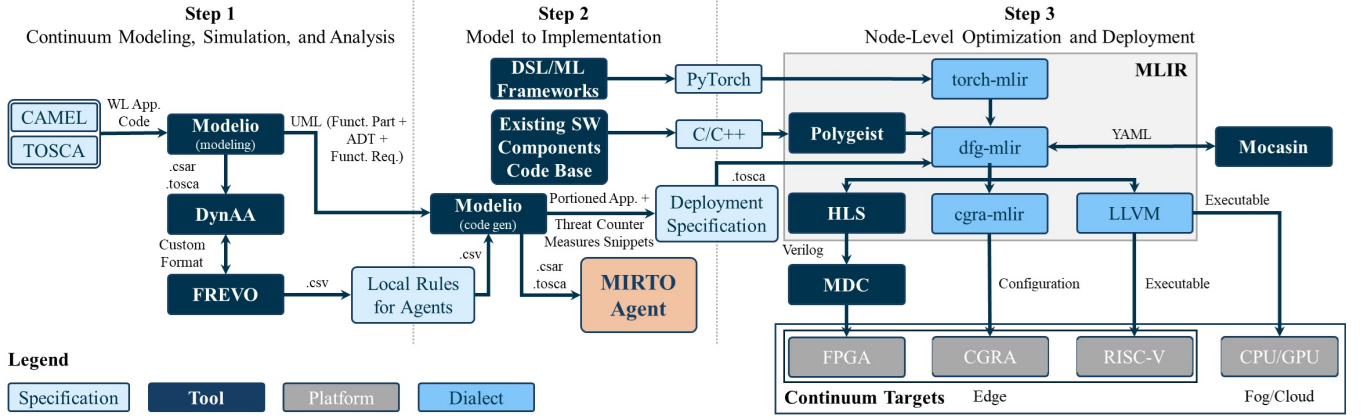 Step 1
Continuum Modeling, Simulation, and Analysis
Step 2
Model to Implementation
Step 3
Node-Level Optimization and Deployment
CAMEL
TOSCA
WL App.
Code
Modelio
(modeling)
UML (Funct. Part +
ADT +
Funct. Req.)
.csar
.tosca
DynAA
Custom
Format
FREVO
.csv
Local Rules
for Agents
DSL/ML
Frameworks
PyTorch
Existing SW
Components
Code Base
C/C++
Modelio
(code gen)
Portioned App. +
Threat Counter
Measures Snippets
.csv
.csar
.tosca
MIRTO
Agent
Deployment
Specification
.tosca
MLIR
torch-mlir
Polygeist
dfg-mlir
YAML
Mocasin
HLS
cgra-mlir
LLVM
Executable
Verilog
MDC
Configuration
Executable
FPGA
CGRA
RISC-V
CPU/GPU
Continuum Targets
Edge
Fog/Cloud
Legend
Specification
Tool
Platform
Dialect